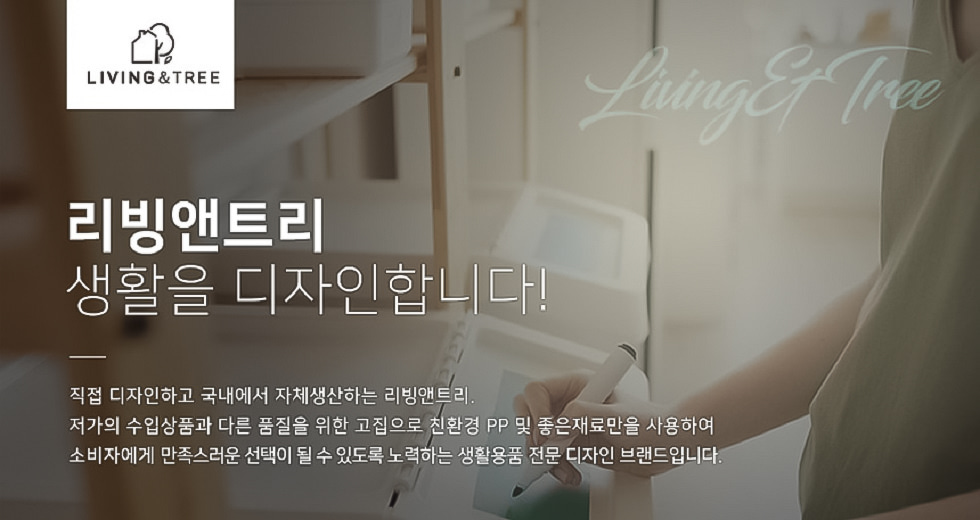 LIVING&TREE
Living& Tree
리빙앤트리
생활을 디자인합니다!
직접 디자인하고 국내에서 자체생산하는 리빙앤트리.
저가의 수입상품과 다른 품질을 위한 고집으로 친환경 PP 및 좋은재료만을 사용하여
소비자에게 만족스러운 선택이 될 수 있도록 노력하는 생활용품 전문 디자인 브랜드입니다.